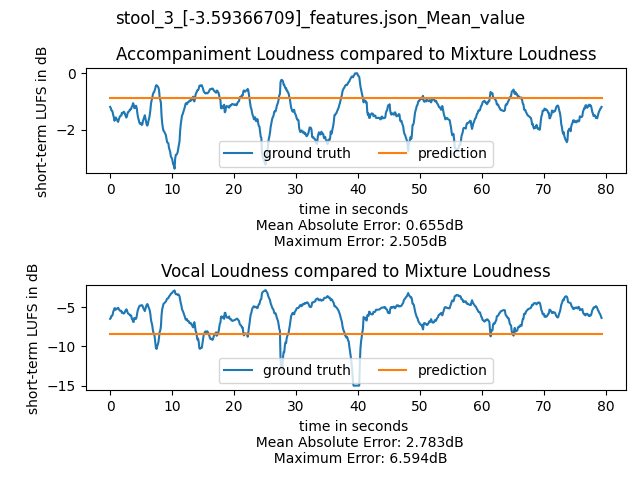 stool_3_[-3.59366709]_features.json_Mean_value
Accompaniment Loudness compared to Mixture Loudness
short-term LUFS in dB
0
−2
ground truth
prediction
0 10 20 30 40 50 60 70 80
time in seconds
Mean Absolute Error: 0.655dB
Maximum Error: 2.505dB
Vocal Loudness compared to Mixture Loudness
short-term LUFS in dB
−5
−10
−15
ground truth
prediction
0 10 20 30 40 50 60 70 80
time in seconds
Mean Absolute Error: 2.783dB
Maximum Error: 6.594dB